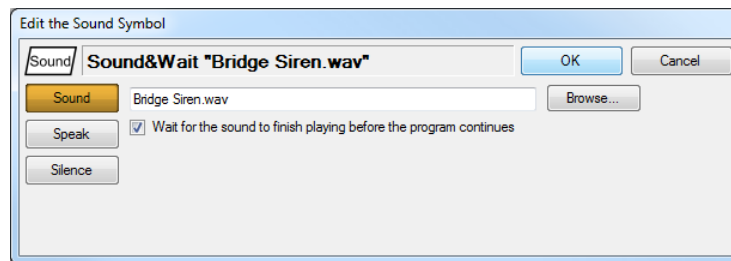 Edit the Sound Symbol
Sound Sound&Wait "Bridge Siren.wav" OK Cancel
Sound Bridge Siren.wav Browse...
Speak Wait for the sound to finish playing before the program continues
Silence